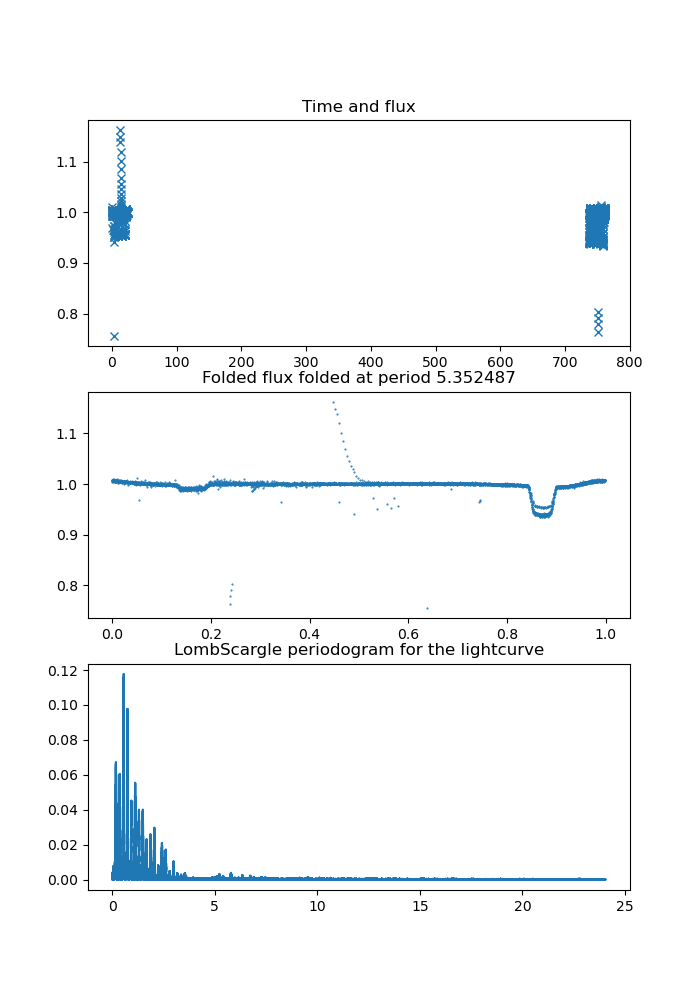 Time and flux
1.1
1.0
0.9
0.8
0 100 200 300 400 500 600 700 800
Folded flux folded at period 5.352487
1.1
1.0
0.9
0.8
0.0 0.2 0.4 0.6 0.8 1.0
LombScargle periodogram for the lightcurve
0.12
0.10
0.08
0.06
0.04
0.02
0.00
0 5 10 15 20 25